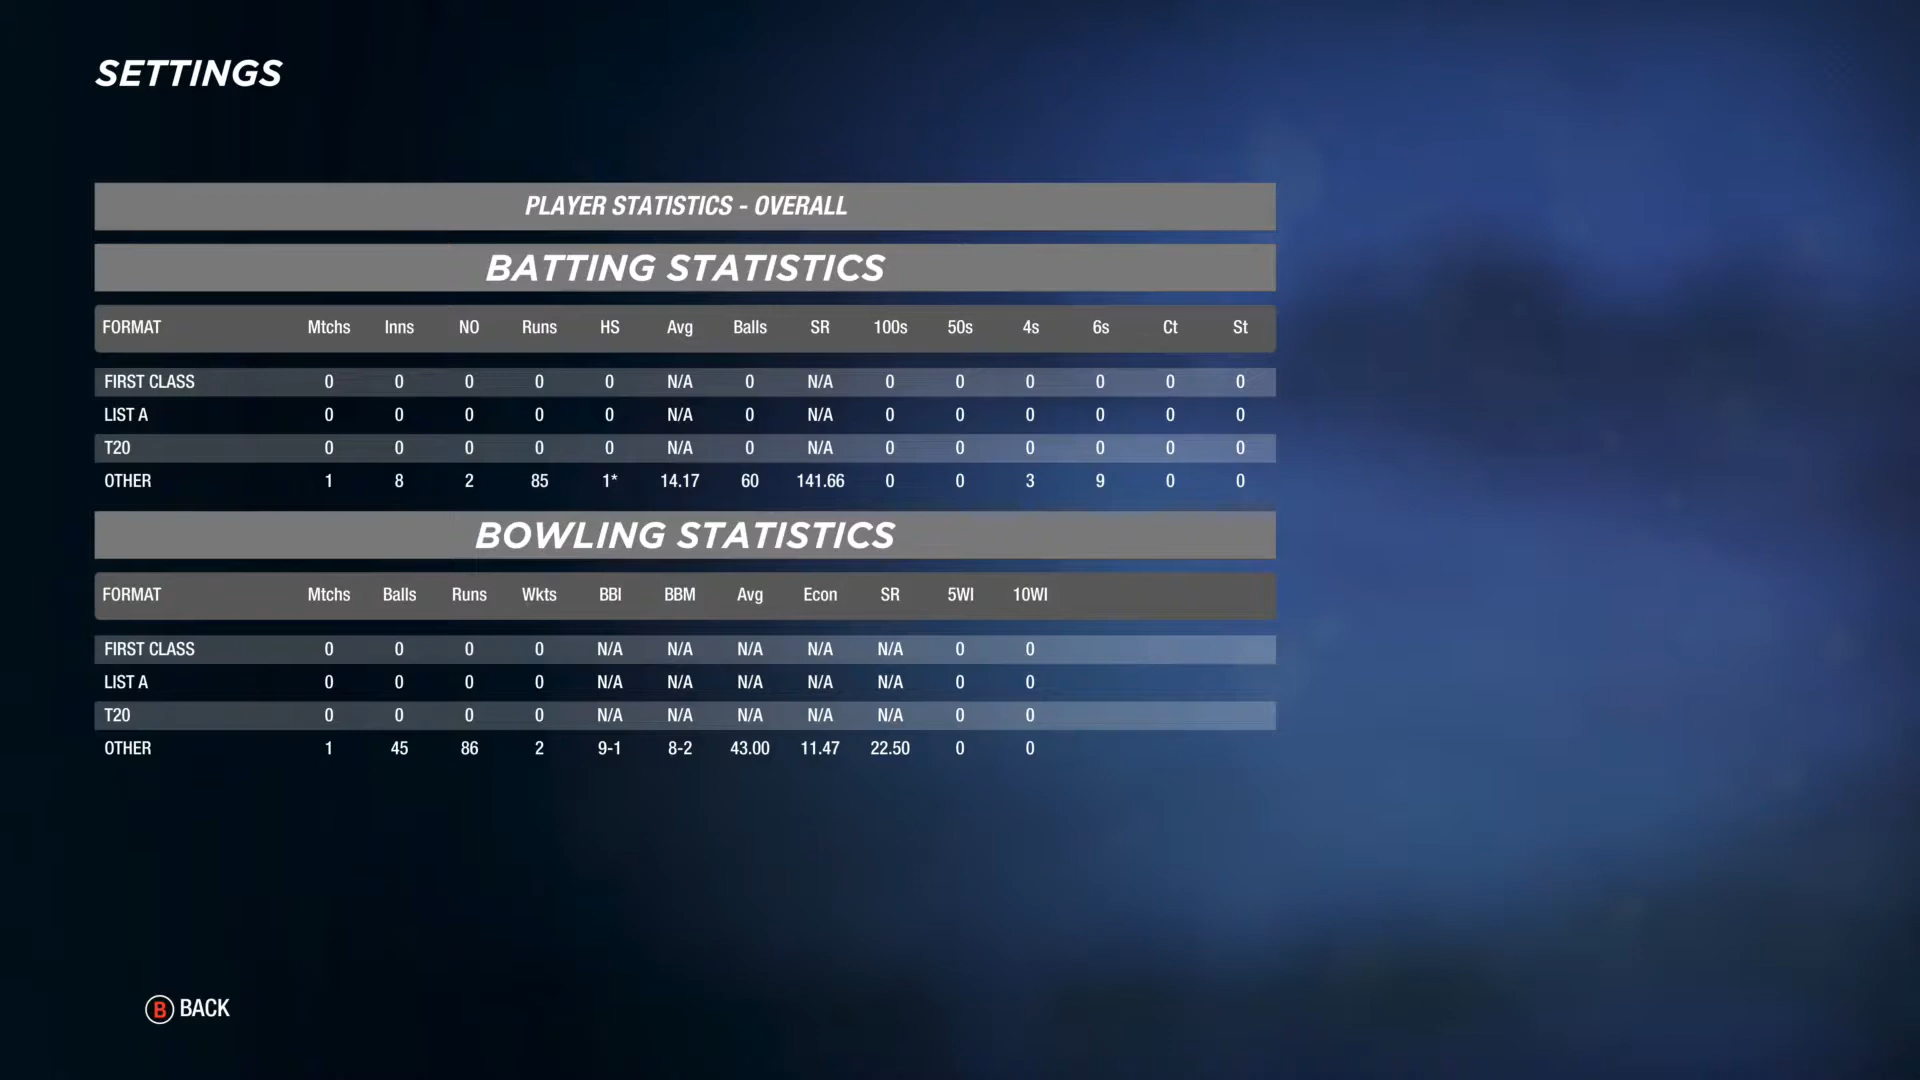 SETTINGS
PLAYER STATISTICS - OVERALL
BATTING STATISTICS
FORMAT Mtchs Inns NO Runs HS Avg Balls SR 100s 50s 4s 6s Ct St
FIRST CLASS 0 0 0 0 0 N/A 0 N/A 0 0 0 0 0 0
LIST A 0 0 0 0 0 N/A 0 N/A 0 0 0 0 0 0
T20 0 0 0 0 0 N/A 0 N/A 0 0 0 0 0 0
OTHER 1 8 2 85 1* 14.17 60 141.66 0 0 3 9 0 0
BOWLING STATISTICS
FORMAT Mtchs Balls Runs Wkts BBI BBM Avg Econ SR 5WI 10WI
FIRST CLASS 0 0 0 0 N/A N/A N/A N/A N/A 0 0
LIST A 0 0 0 0 N/A N/A N/A N/A N/A 0 0
T20 0 0 0 0 N/A N/A N/A N/A N/A 0 0
OTHER 1 45 86 2 9-1 8-2 43.00 11.47 22.50 0 0
B BACK